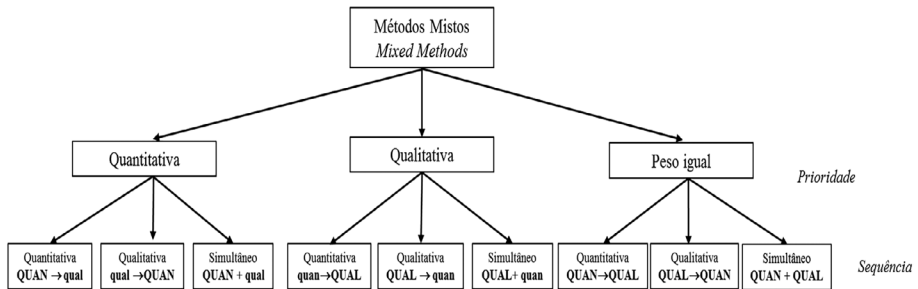 Métodos Mistos
Mixed Methods
Quantitativa
Qualitativa
Peso igual
Prioridade
Quantitativa
QUAN → qual
Qualitativa
qual → QUAN
Simultâneo
QUAN + qual
Quantitativa
quan→QUAL
Qualitativa
QUAL → quan
Simultâneo
QUAL+ quan
Quantitativa
QUAN→QUAL
Qualitativa
QUAL→QUAN
Simultâneo
QUAN + QUAL
Sequência